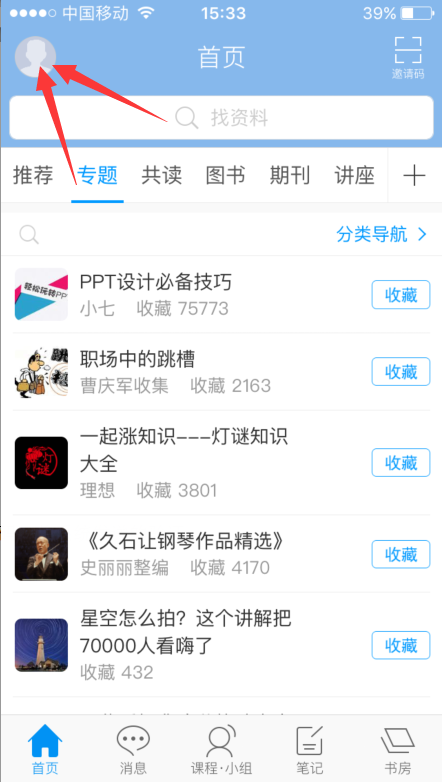 中国移动 15:33 39%
首页
邀请码
找资料
推荐 专题 共读 图书 期刊 讲座
分类导航
轻松玩转PP
PPT设计必备技巧
小七 收藏 75773
收藏
职场中的跳槽
曹庆军收集 收藏 2163
收藏
一起涨知识---灯谜知识
大全
理想 收藏 3801
收藏
《久石让钢琴作品精选》
史丽丽整编 收藏 4170
收藏
星空怎么拍？这个讲解把
70000人看嗨了
收藏 432
收藏
首页 消息 课程·小组 笔记 书房